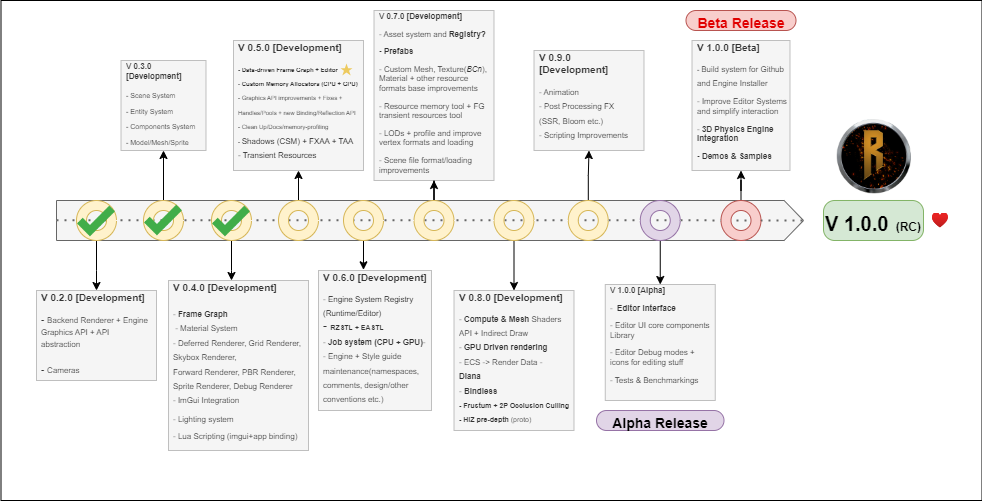 V 0.3.0
[Development]
- Scene System
- Entity System
- Components System
- Model/Mesh/Sprite
V 0.5.0 [Development]
- Data-driven Frame Graph + Editor
- Custom Memory Allocators (CPU + GPU)
- Graphics API improvements + Fixes +
Handles/Pools + new Binding/Reflection API
- Clean Up/Docs/memory-profiling
- Shadows (CSM) + FXAA + TAA
- Transient Resources
V 0.7.0 [Development]
- Asset system and Registry?
- Prefabs
- Custom Mesh, Texture(BCn),
Material + other resource
formats base improvements
- Resource memory tool + FG
transient resources tool
- LODs + profile and improve
vertex formats and loading
- Scene file format/loading
improvements
V 0.9.0
[Development]
- Animation
- Post Processing FX
(SSR, Bloom etc.)
- Scripting Improvements
Beta Release
V 1.0.0 [Beta]
- Build system for Github
and Engine Installer
- Improve Editor Systems
and simplify interaction
- 3D Physics Engine
Integration
- Demos & Samples
R
V 1.0.0 (RC)
V 0.2.0 [Development]
- Backend Renderer + Engine
Graphics API + API
abstraction
- Cameras
V 0.4.0 [Development]
- Frame Graph
- Material System
- Deferred Renderer, Grid Renderer,
Skybox Renderer,
Forward Renderer, PBR Renderer,
Sprite Renderer, Debug Renderer
- ImGui Integration
- Lighting system
- Lua Scripting (imgui+app binding)
V 0.6.0 [Development]
- Engine System Registry
(Runtime/Editor)
- RZSTL + EASTL
- Job system (CPU + GPU)-
- Engine + Style guide
maintenance(namespaces,
comments, design/other
conventions etc.)
V 0.8.0 [Development]
- Compute & Mesh Shaders
API + Indirect Draw
- GPU Driven rendering
- ECS -> Render Data -
Diana
- Bindless
- Frustum + 2P Occlusion Culling
- HiZ pre-depth (proto)
V 1.0.0 [Alpha]
- Editor Interface
- Editor UI core components
Library
- Editor Debug modes +
icons for editing stuff
- Tests & Benchmarkings
Alpha Release